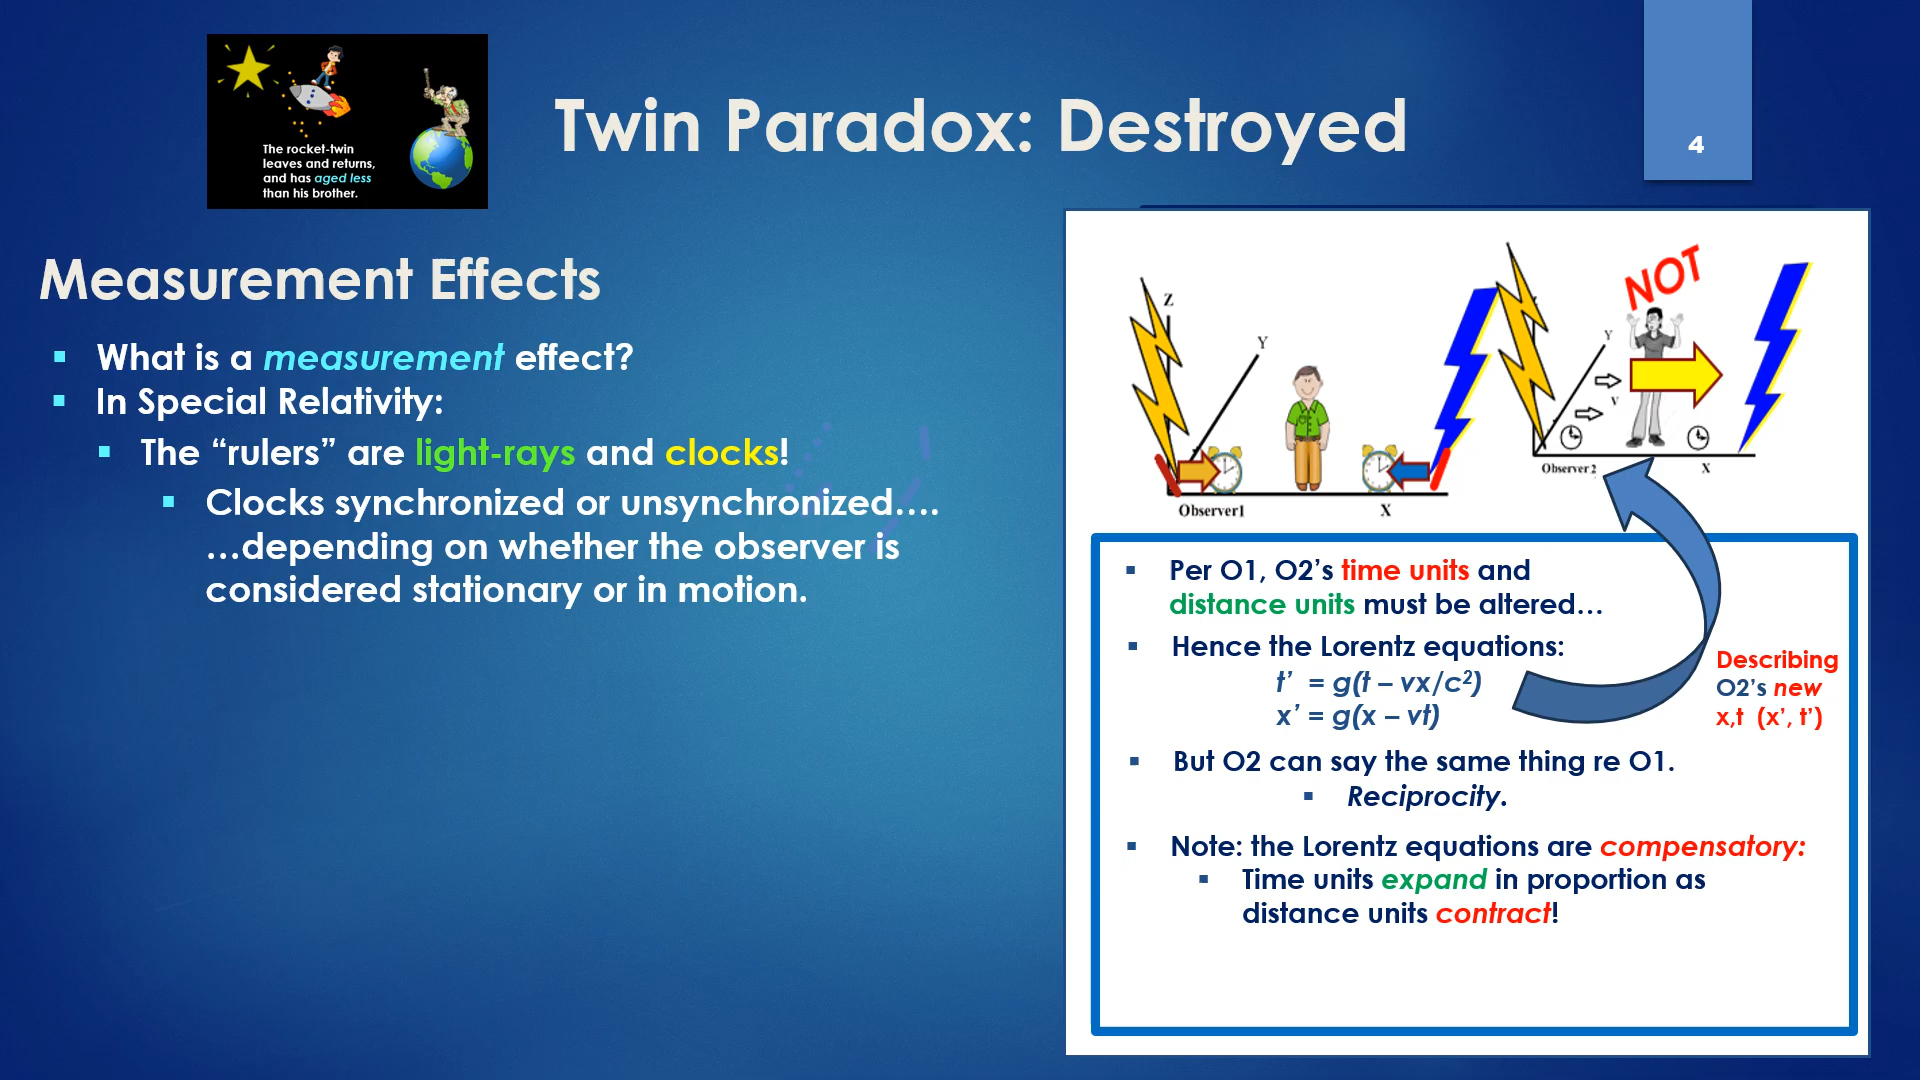 The rocket-twin
leaves and returns,
and has aged less
than his brother.
Twin Paradox: Destroyed
4
Measurement Effects
▪ What is a measurement effect?
▪ In Special Relativity:
▪ The “rulers” are light-rays and clocks!
▪ Clocks synchronized or unsynchronized….
…depending on whether the observer is
considered stationary or in motion.
Z
Y
Observer1
X
NOT
Y
V
Observer2
X
▪ Per O1, O2’s time units and
distance units must be altered…
▪ Hence the Lorentz equations:
t’ = g(t – vx/c²)
x’ = g(x – vt)
Describing
O2’s new
x,t (x’, t’)
▪ But O2 can say the same thing re O1.
▪ Reciprocity.
▪ Note: the Lorentz equations are compensatory:
▪ Time units expand in proportion as
distance units contract!